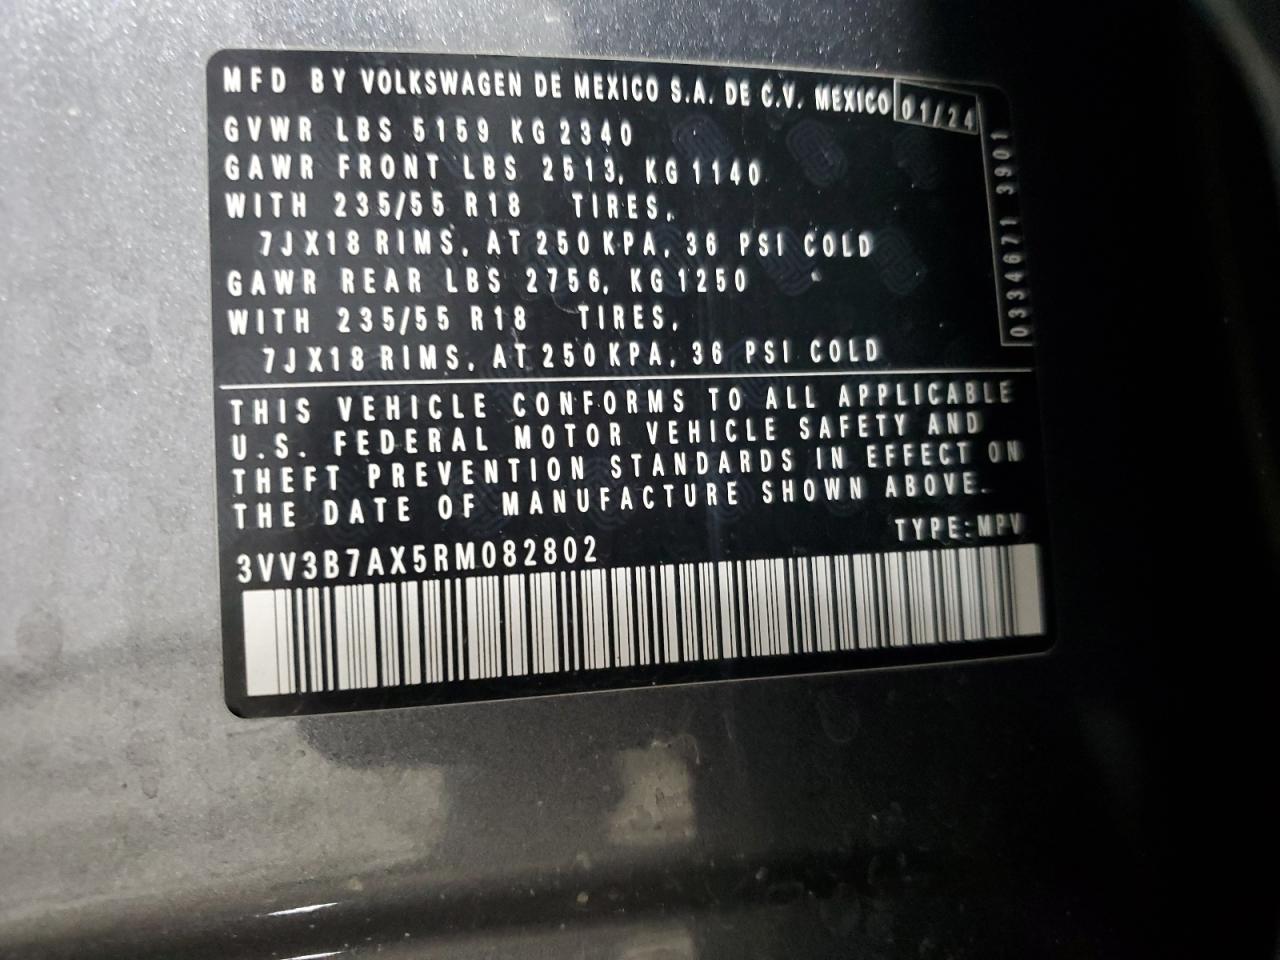 MFD BY VOLKSWAGEN DE MEXICO S.A. DE C.V. MEXICO 01/24
GVWR LBS 5159 KG 2340
GAWR FRONT LBS 2513, KG 1140
WITH 235/55 R18 TIRES,
7JX18 RIMS, AT 250 KPA, 36 PSI COLD
GAWR REAR LBS 2756, KG 1250
WITH 235/55 R18 TIRES,
7JX18 RIMS, AT 250 KPA, 36 PSI COLD
0334671 3901
THIS VEHICLE CONFORMS TO ALL APPLICABLE
U.S. FEDERAL MOTOR VEHICLE SAFETY AND
THEFT PREVENTION STANDARDS IN EFFECT ON
THE DATE OF MANUFACTURE SHOWN ABOVE.
TYPE: MPV
3VV3B7AX5RM082802